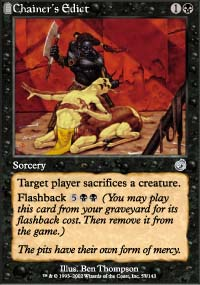 Chainer's Edict 1
Sorcery
Target player sacrifices a creature.
Flashback 5 (You may play
this card from your graveyard for its
flashback cost. Then remove it from
the game.)
The pits have their own form of mercy.
Illus. Ben Thompson
™ & © 1993-2002 Wizards of the Coast, Inc. 57/143